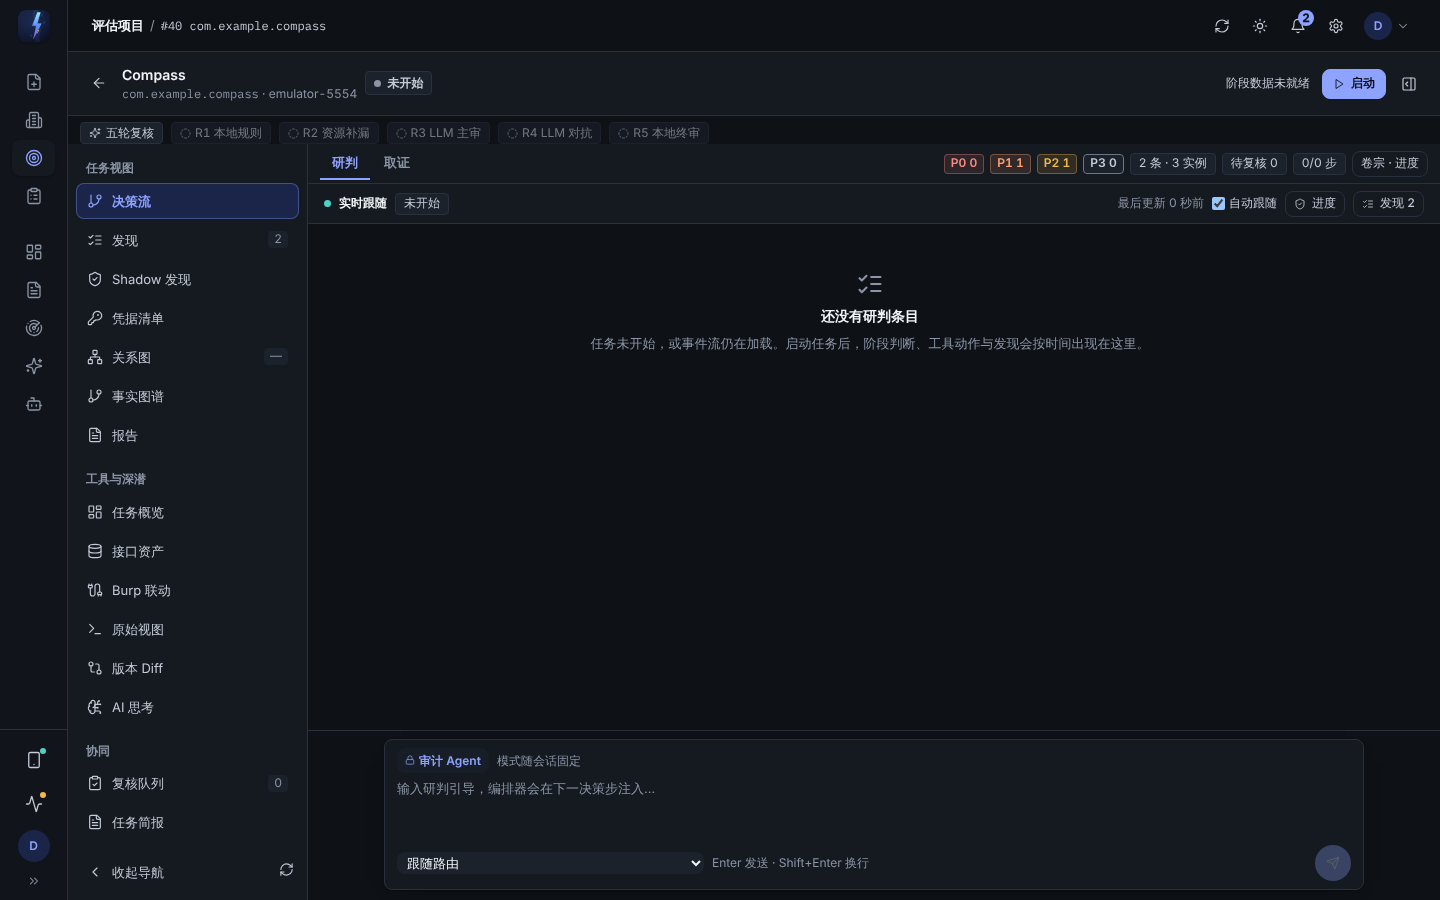 评估项目 / #40 com.example.compass
2
D
Compass
com.example.compass · emulator-5554
未开始
阶段数据未就绪
启动
五轮复核
R1 本地规则
R2 资源补漏
R3 LLM 主审
R4 LLM 对抗
R5 本地终审
任务视图
决策流
发现 2
Shadow 发现
凭据清单
关系图 —
事实图谱
报告
工具与深潜
任务概览
接口资产
Burp 联动
原始视图
版本 Diff
AI 思考
协同
复核队列 0
任务简报
收起导航
D
研判 取证
P0 0
P1 1
P2 1
P3 0
2 条 · 3 实例
待复核 0
0/0 步
卷宗 · 进度
实时跟随
未开始
最后更新 0 秒前
自动跟随
进度
发现 2
还没有研判条目
任务未开始，或事件流仍在加载。启动任务后，阶段判断、工具动作与发现会按时间出现在这里。
审计 Agent
模式随会话固定
输入研判引导，编排器会在下一决策步注入...
跟随路由
Enter 发送 · Shift+Enter 换行